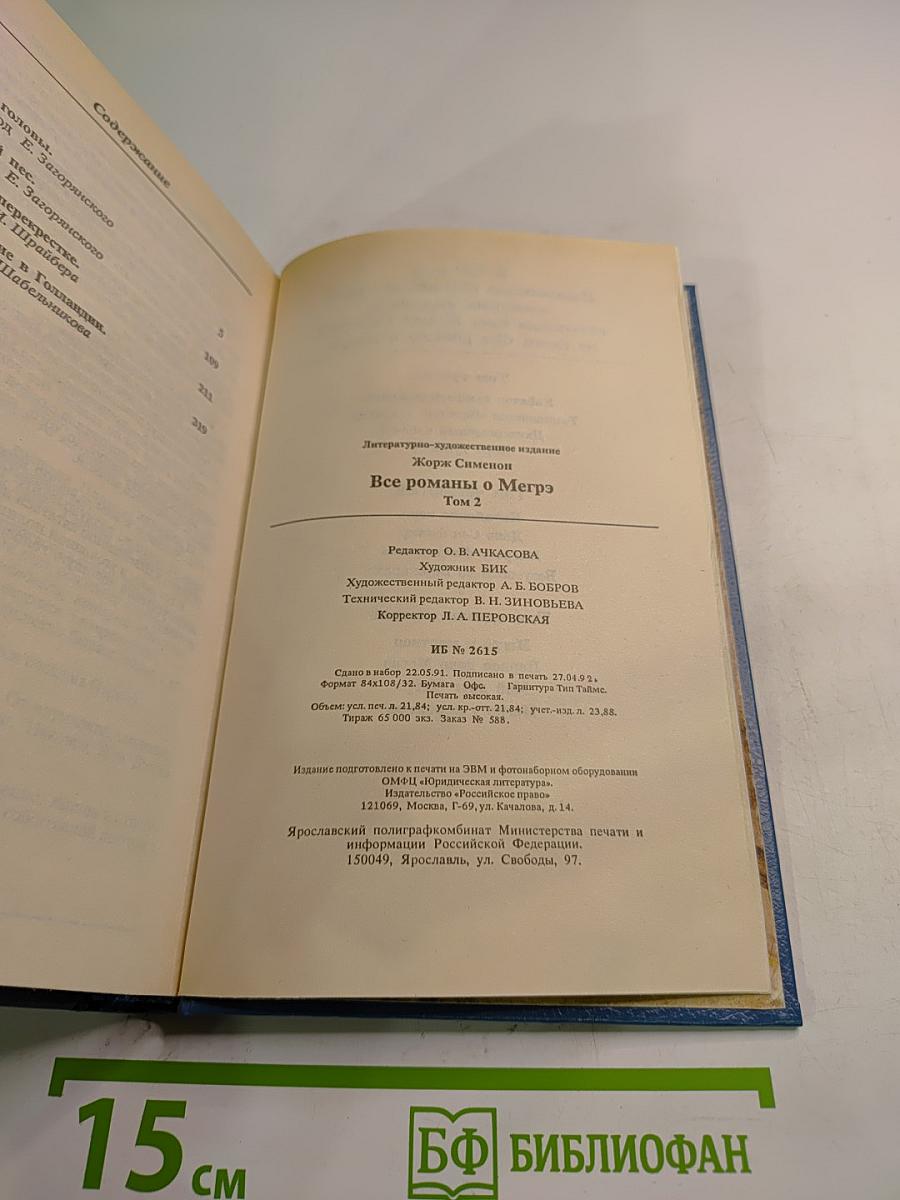 Содержание
головы.
Е. Загорянского
пес.
Е. Загорянского
перекрестке.
Шрайбера
в Голландии.
Шабельникова
5
109
211
319
Литературно-художественное издание
Жорж Сименон
Все романы о Мегрэ
Том 2
Редактор О. В. АЧКАСОВА
Художник БИК
Художественный редактор А. Б. БОБРОВ
Технический редактор В. Н. ЗИНОВЬЕВА
Корректор Л. А. ПЕРОВСКАЯ
ИБ № 2615
Сдано в набор 22.05.91. Подписано в печать 27.04.92.
Формат 84х108/32. Бумага Офс. Гарнитура Тип Таймс.
Печать высокая.
Объем: усл. печ. л. 21,84; усл. кр.-отт. 21,84; учет.-изд. л. 23,88.
Тираж 65 000 экз. Заказ № 588.
Издание подготовлено к печати на ЭВМ и фотонаборном оборудовании
ОМФЦ «Юридическая литература».
Издательство «Российское право»
121069, Москва, Г-69, ул. Качалова, д. 14.
Ярославский полиграфкомбинат Министерства печати и
информации Российской Федерации.
150049, Ярославль, ул. Свободы, 97.
15 см
БФ БИБЛИОФАН